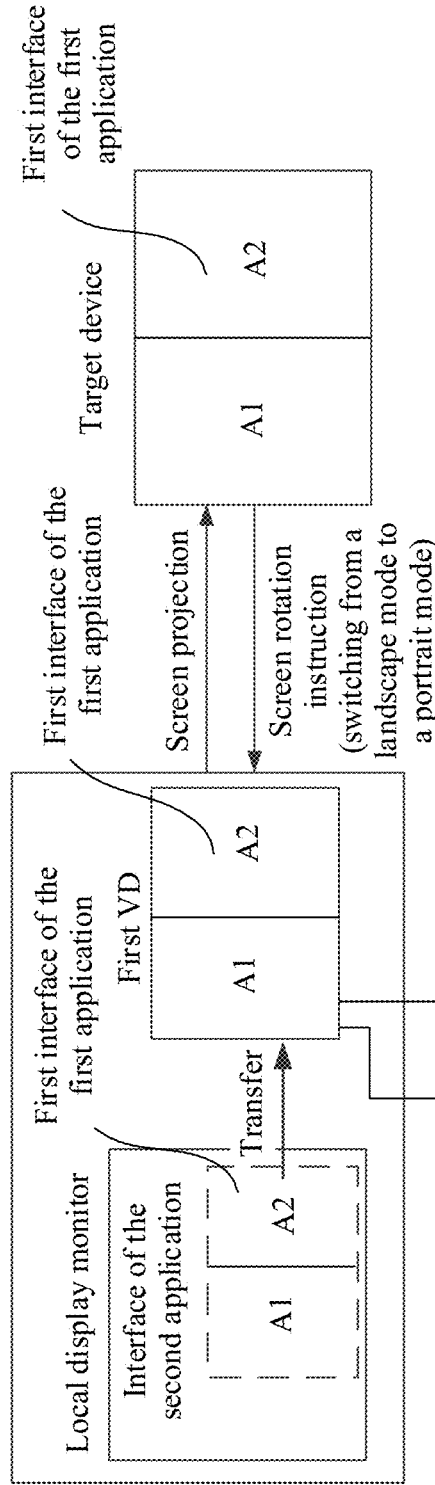 Local display monitor
Interface of the
second application
A1
A2
First interface of the
first application
Transfer
First VD
A1
A2
First interface of the
first application
Screen projection
Screen rotation
instruction
(switching from a
landscape mode to
a portrait mode)
Target device
A1
A2
First interface
of the first
application